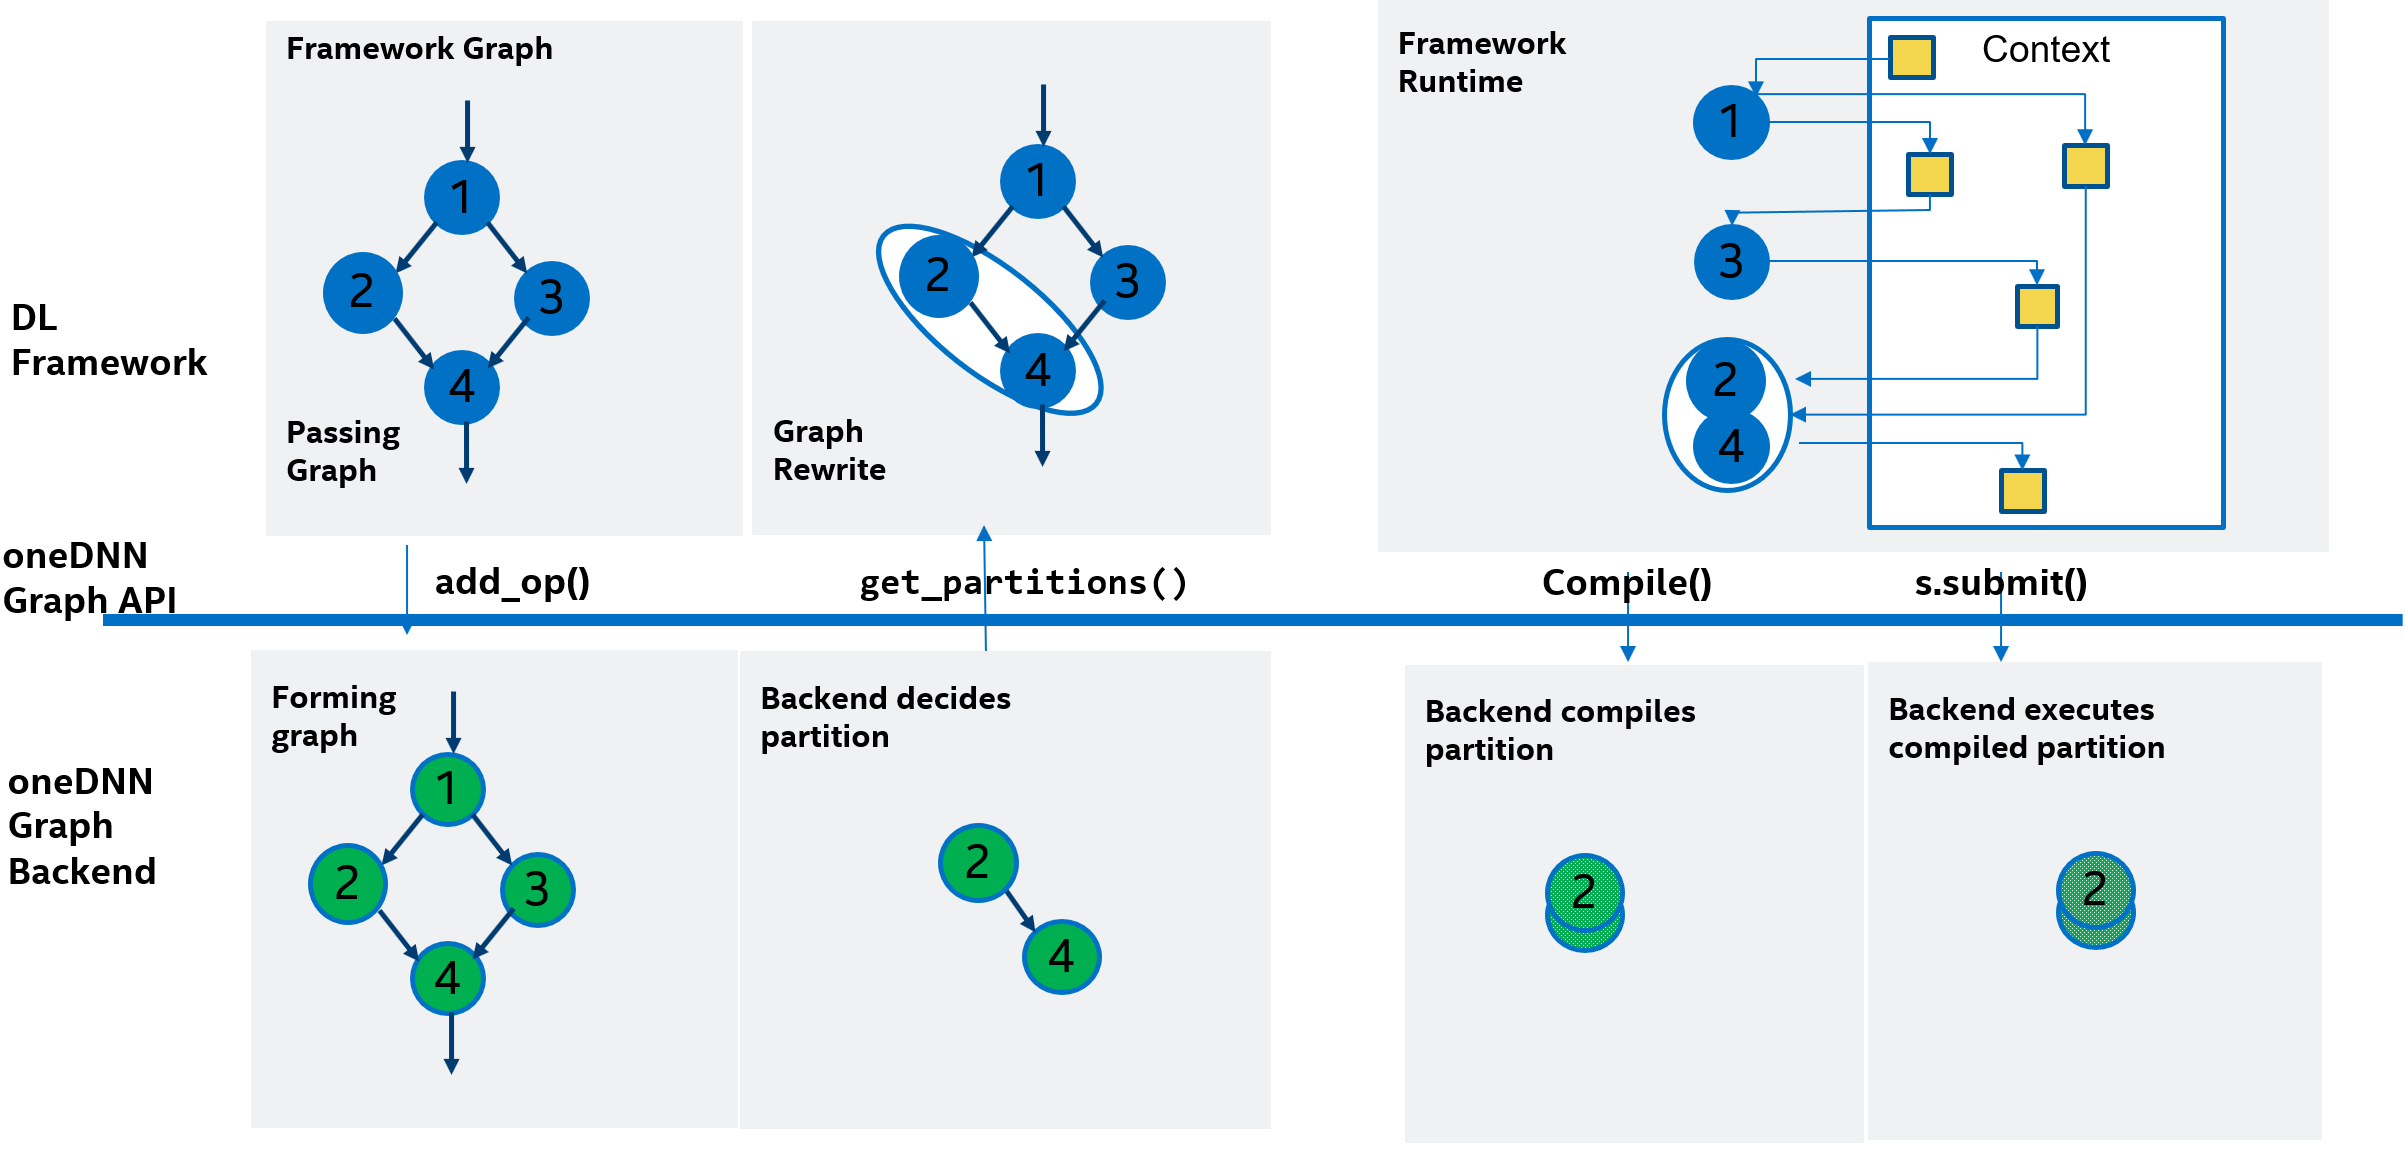 Framework Graph
1
2
3
4
Passing
Graph
1
2
3
4
Graph
Rewrite
Framework
Runtime
Context
1
3
2
4
DL
Framework
oneDNN
Graph API
add_op()
get_partitions()
Compile()
s.submit()
oneDNN
Graph
Backend
Forming
graph
1
2
3
4
Backend decides
partition
2
4
Backend compiles
partition
2
Backend executes
compiled partition
2